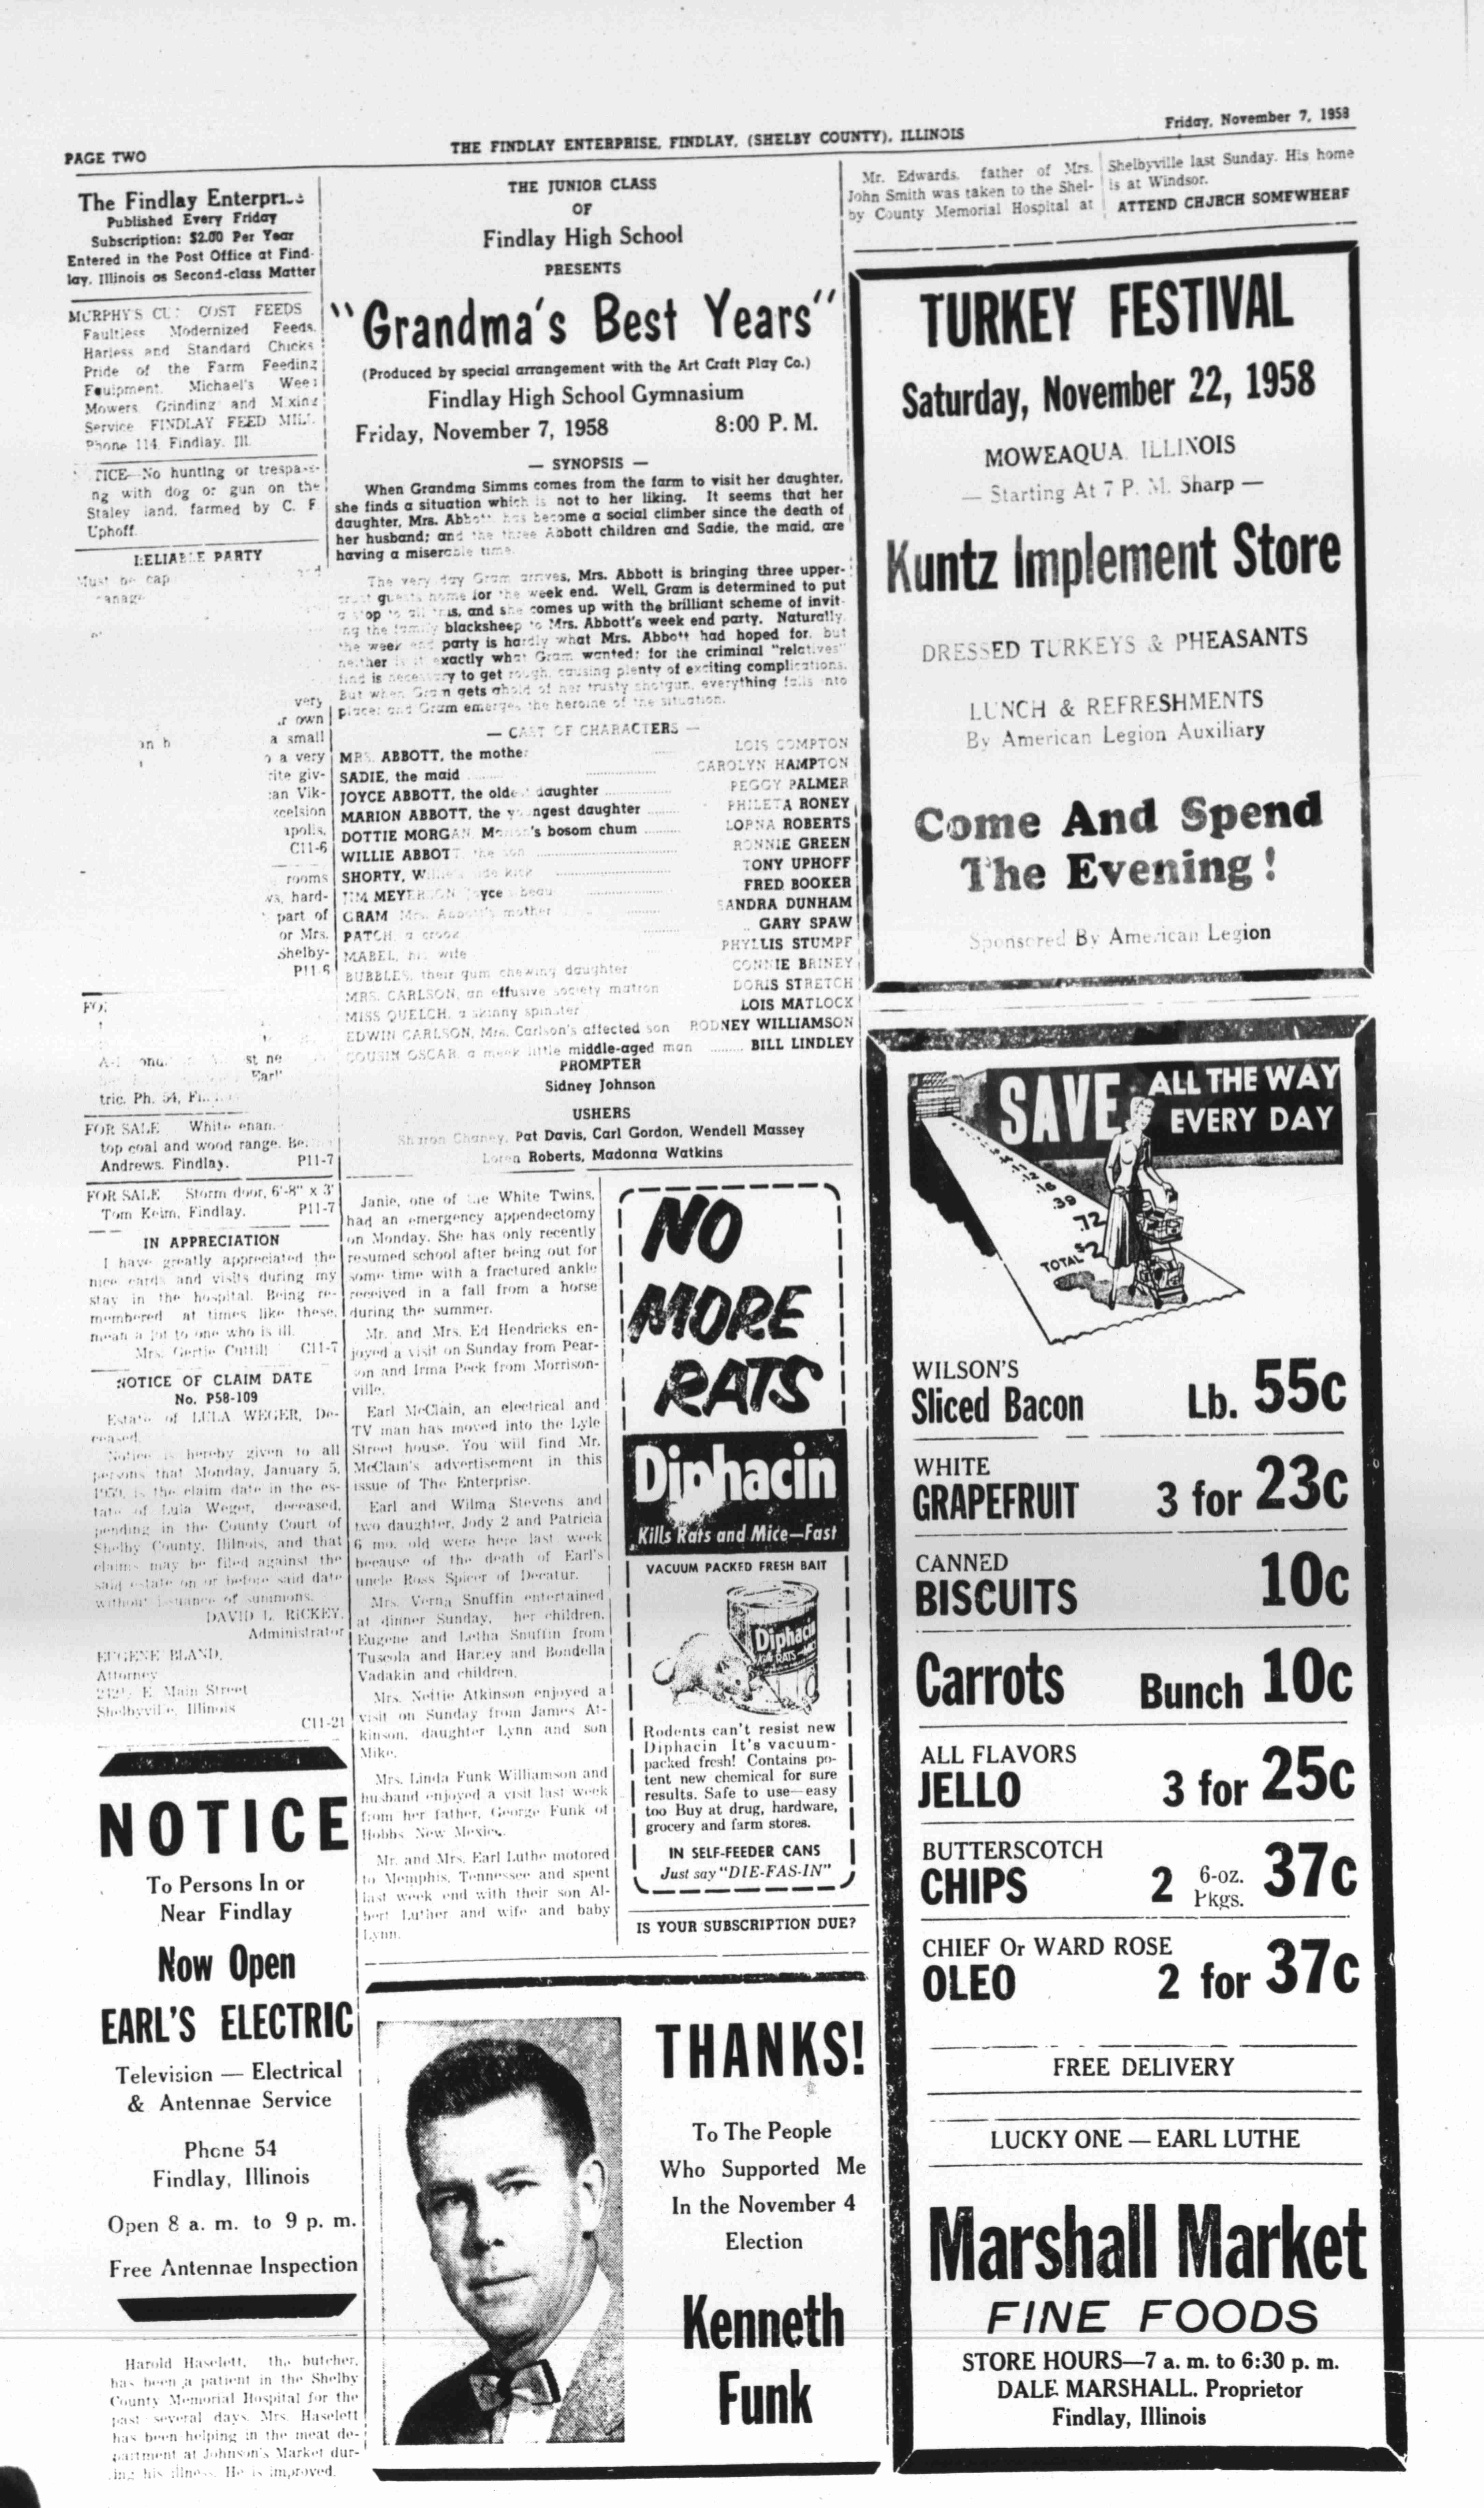 PAGE TWO
THE FINDLAY ENTERPRISE, FINDLAY, (SHELBY COUNTY), ILLINOIS
Friday, November 7, 1958
The Findlay Enterpri
Published Every Friday
Subscription: $2.00 Per Year
Entered in the Post Office at Find-
lay, Illinois as Second-class Matter
MURPHY'S CUT COST FEEDS
Faultless Modernized Feeds.
Harless and Standard Chicks
Pride of the Farm Feeding
Equipment. Michael's Weed
Mowers. Grinding and Mixing
Service FINDLAY FEED MILL
Phone 114, Findlay, Ill.
TICE—No hunting or trespass-
ng with dog or gun on the
Staley land, farmed by C. F.
Uphoff.
RELIABLE PARTY
Must be cap
and
anage
very
r own
on h
a small
a very
rite giv-
an Vik-
xcelsion
apolis,
C11-6
rooms
vs, hard-
part of
or Mrs.
Shelby-
P11-6
FO
st ne
Earl'
tric. Ph. 54,
FOR SALE White enam
top coal and wood range.
Andrews. Findlay. P11-7
FOR SALE Storm door, 6'-8" x 3'
Tom Keim, Findlay. P11-7
IN APPRECIATION
I have greatly appreciated the
nice cards and visits during my
stay in the hospital. Being re-
membered at times like these,
mean a lot to one who is ill.
Mrs. Gertie Cuttill C11-7
NOTICE OF CLAIM DATE
No. P58-109
Estate of LULA WEGER, De-
ceased.
Notice is hereby given to all
persons that Monday, January 5,
1959, is the claim date in the es-
tate of Lula Weger, deceased,
pending in the County Court of
Shelby County, Illinois, and that
claims may be filed against the
said estate on or before said date
without issuance of summons.
DAVID L. RICKEY,
Administrator
EUGENE BLAND,
Attorney
E. Main Street
Shelbyville, Illinois
C11-21
NOTICE
To Persons In or
Near Findlay
Now Open
EARL'S ELECTRIC
Television — Electrical
& Antennae Service
Phone 54
Findlay, Illinois
Open 8 a. m. to 9 p. m.
Free Antennae Inspection
Harold Haselett, the butcher,
has been a patient in the Shelby
County Memorial Hospital for the
past several days. Mrs. Haselett
has been helping in the meat de-
partment at Johnson's Market dur-
ing his illness. He is improved.
THE JUNIOR CLASS
OF
Findlay High School
PRESENTS
"Grandma's Best Years"
(Produced by special arrangement with the Art Craft Play Co.)
Findlay High School Gymnasium
Friday, November 7, 1958 8:00 P. M.
— SYNOPSIS —
When Grandma Simms comes from the farm to visit her daughter,
she finds a situation which is not to her liking. It seems that her
daughter, Mrs. Abbott has become a social climber since the death of
her husband; and the three Abbott children and Sadie, the maid, are
having a miserable time.
The very day Gram arrives, Mrs. Abbott is bringing three upper-
crust guests home for the week end. Well, Gram is determined to put
a stop to all this, and she comes up with the brilliant scheme of invit-
ing the family blacksheep to Mrs. Abbott's week end party. Naturally,
the week end party is hardly what Mrs. Abbott had hoped for, but
neither is it exactly what Gram wanted; for the criminal "relatives"
find is necessary to get rough, causing plenty of exciting complications.
But when Gram gets ahold of her trusty shotgun, everything falls into
place; and Gram emerges the heroine of the situation.
— CAST OF CHARACTERS —
MRS. ABBOTT, the mother LOIS COMPTON
SADIE, the maid CAROLYN HAMPTON
JOYCE ABBOTT, the oldest daughter PEGGY PALMER
MARION ABBOTT, the youngest daughter PHILETA RONEY
DOTTIE MORGAN, Marion's bosom chum LORNA ROBERTS
WILLIE ABBOTT, the son RONNIE GREEN
SHORTY, Willie's side kick TONY UPHOFF
JIM MEYERSON Joyce's beau FRED BOOKER
GRAM Mrs. Abbott's mother SANDRA DUNHAM
PATCH, a crook GARY SPAW
MABEL, his wife PHYLLIS STUMPF
BUBBLES, their gum chewing daughter CONNIE BRINEY
MRS. CARLSON, an effusive society matron DORIS STRETCH
MISS QUELCH, a skinny spinster LOIS MATLOCK
EDWIN CARLSON, Mrs. Carlson's affected son RODNEY WILLIAMSON
COUSIN OSCAR, a meek little middle-aged man BILL LINDLEY
PROMPTER
Sidney Johnson
USHERS
Sharon Chaney, Pat Davis, Carl Gordon, Wendell Massey
Loren Roberts, Madonna Watkins
Janie, one of the White Twins,
had an emergency appendectomy
on Monday. She has only recently
resumed school after being out for
some time with a fractured ankle
received in a fall from a horse
during the summer.
Mr. and Mrs. Ed Hendricks en-
joyed a visit on Sunday from Pear-
son and Irma Peek from Morrison-
ville.
Earl McClain, an electrical and
TV man has moved into the Lyle
Street house. You will find Mr.
McClain's advertisement in this
issue of The Enterprise.
Earl and Wilma Stevens and
two daughter, Jody 2 and Patricia
6 mo. old were here last week
because of the death of Earl's
uncle Ross Spicer of Decatur.
Mrs. Verna Snuffin entertained
at dinner Sunday, her children,
Eugene and Letha Snuffin from
Tuscola and Harley and Bondella
Vadakin and children.
Mrs. Nettie Atkinson enjoyed a
visit on Sunday from James At-
kinson, daughter Lynn and son
Mike.
Mrs. Linda Funk Williamson and
husband enjoyed a visit last week
from her father, George Funk of
Hobbs New Mexico.
Mr. and Mrs. Earl Luthe motored
to Memphis, Tennessee and spent
last week end with their son Al-
bert Luther and wife and baby
Lynn.
NO
MORE
RATS
Diphacin
Kills Rats and Mice—Fast
VACUUM PACKED FRESH BAIT
Diphacin
Rodents can't resist new
Diphacin It's vacuum-
packed fresh! Contains po-
tent new chemical for sure
results. Safe to use—easy
too Buy at drug, hardware,
grocery and farm stores.
IN SELF-FEEDER CANS
Just say "DIE-FAS-IN"
IS YOUR SUBSCRIPTION DUE?
THANKS!
To The People
Who Supported Me
In the November 4
Election
Kenneth
Funk
Mr. Edwards, father of Mrs.
John Smith was taken to the Shel-
by County Memorial Hospital at
Shelbyville last Sunday. His home
is at Windsor.
ATTEND CHURCH SOMEWHERE
TURKEY FESTIVAL
Saturday, November 22, 1958
MOWEAQUA, ILLINOIS
— Starting At 7 P. M. Sharp —
Kuntz Implement Store
DRESSED TURKEYS & PHEASANTS
LUNCH & REFRESHMENTS
By American Legion Auxiliary
Come And Spend
The Evening!
Sponsored By American Legion
SAVE ALL THE WAY
EVERY DAY
.12
.16
.39
.72
TOTAL $2
WILSON'S
Sliced Bacon Lb. 55c
WHITE
GRAPEFRUIT 3 for 23c
CANNED
BISCUITS 10c
Carrots Bunch 10c
ALL FLAVORS
JELLO 3 for 25c
BUTTERSCOTCH
CHIPS 2 6-oz. Pkgs. 37c
CHIEF Or WARD ROSE
OLEO 2 for 37c
FREE DELIVERY
LUCKY ONE — EARL LUTHE
Marshall Market
FINE FOODS
STORE HOURS—7 a. m. to 6:30 p. m.
DALE MARSHALL. Proprietor
Findlay, Illinois